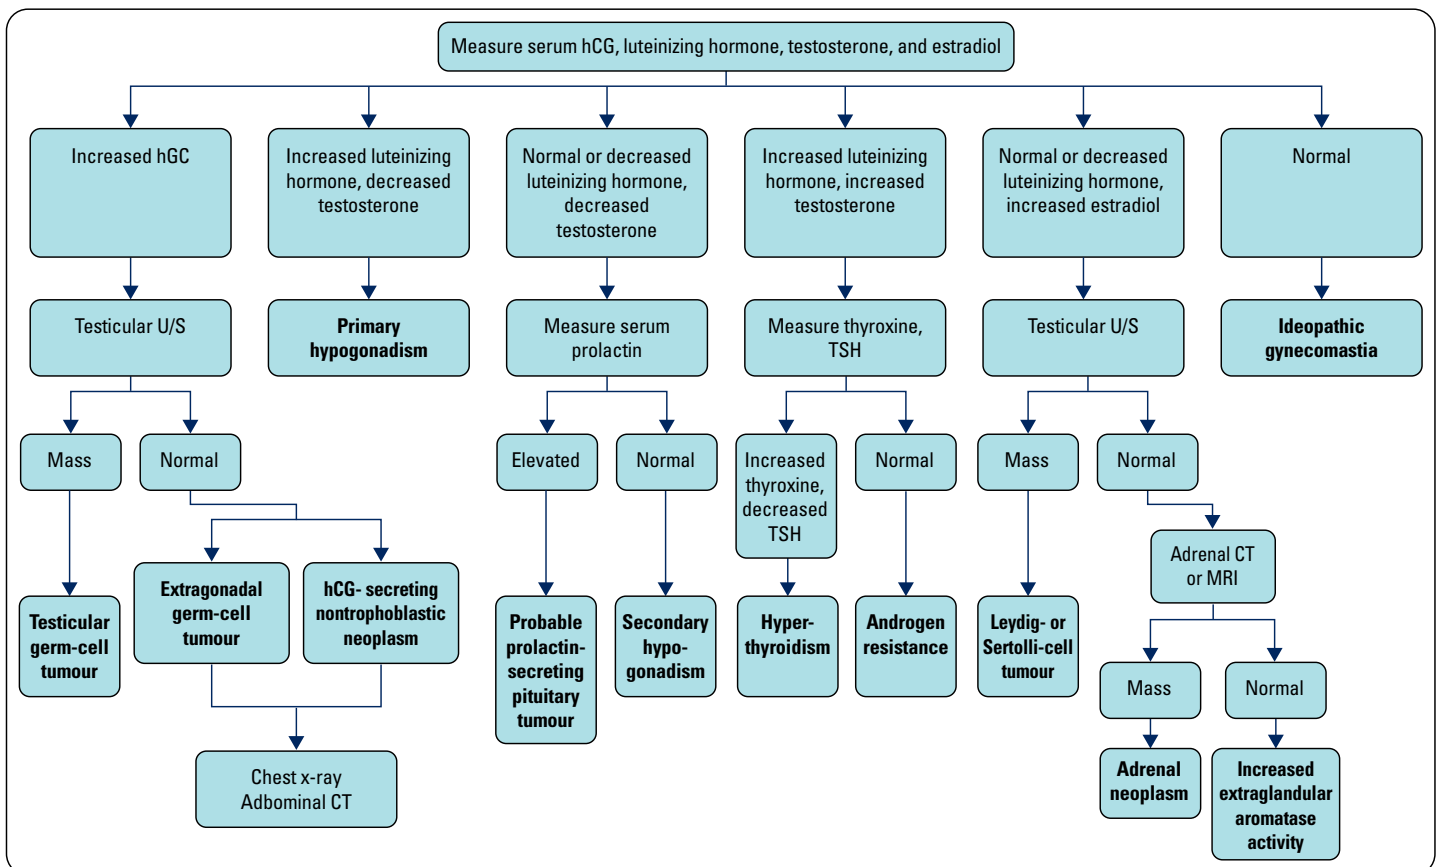 Measure serum hCG, luteinizing hormone, testosterone, and estradiol
Increased hGC
Increased luteinizing
hormone, decreased
testosterone
Normal or decreased
luteinizing hormone,
decreased
testosterone
Increased luteinizing
hormone, increased
testosterone
Normal or decreased
luteinizing hormone,
increased estradiol
Normal
Testicular U/S
Primary
hypogonadism
Measure serum
prolactin
Measure thyroxine,
TSH
Testicular U/S
Ideopathic
gynecomastia
Mass
Normal
Elevated
Normal
Increased
thyroxine,
decreased
TSH
Normal
Mass
Normal
Testicular
germ-cell
tumour
Extragonadal
germ-cell
tumour
hCG- secreting
nontrophoblastic
neoplasm
Probable
prolactin-
secreting
pituitary
tumour
Secondary
hypo-
gonadism
Hyper-
thyroidism
Androgen
resistance
Leydig- or
Sertolli-cell
tumour
Adrenal CT
or MRI
Mass
Normal
Chest x-ray
Adbominal CT
Adrenal
neoplasm
Increased
extraglandular
aromatase
activity